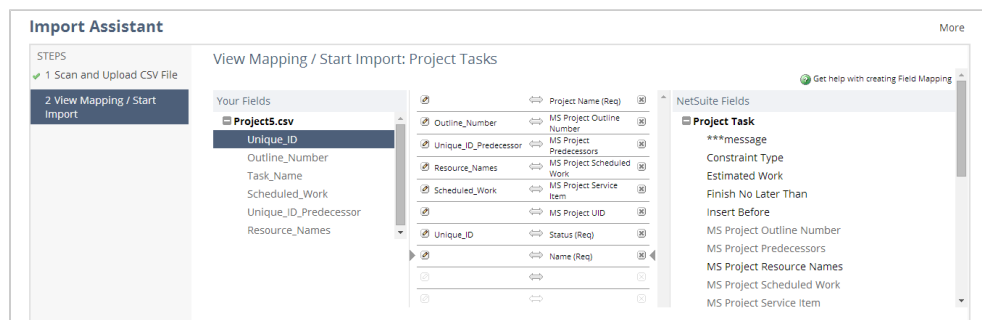 Import Assistant
More
STEPS
1 Scan and Upload CSV File
2 View Mapping / Start
Import
View Mapping / Start Import: Project Tasks
Get help with creating Field Mapping
Your Fields
Project5.csv
Unique_ID
Outline_Number
Task_Name
Scheduled_Work
Unique_ID_Predecessor
Resource_Names
Project Name (Req)
Outline_Number
MS Project Outline
Number
Unique_ID_Predecessor
MS Project
Predecessors
Resource_Names
MS Project Scheduled
Work
Scheduled_Work
MS Project Service
Item
MS Project UID
Unique_ID
Status (Req)
Name (Req)
NetSuite Fields
Project Task
***message
Constraint Type
Estimated Work
Finish No Later Than
Insert Before
MS Project Outline Number
MS Project Predecessors
MS Project Resource Names
MS Project Scheduled Work
MS Project Service Item